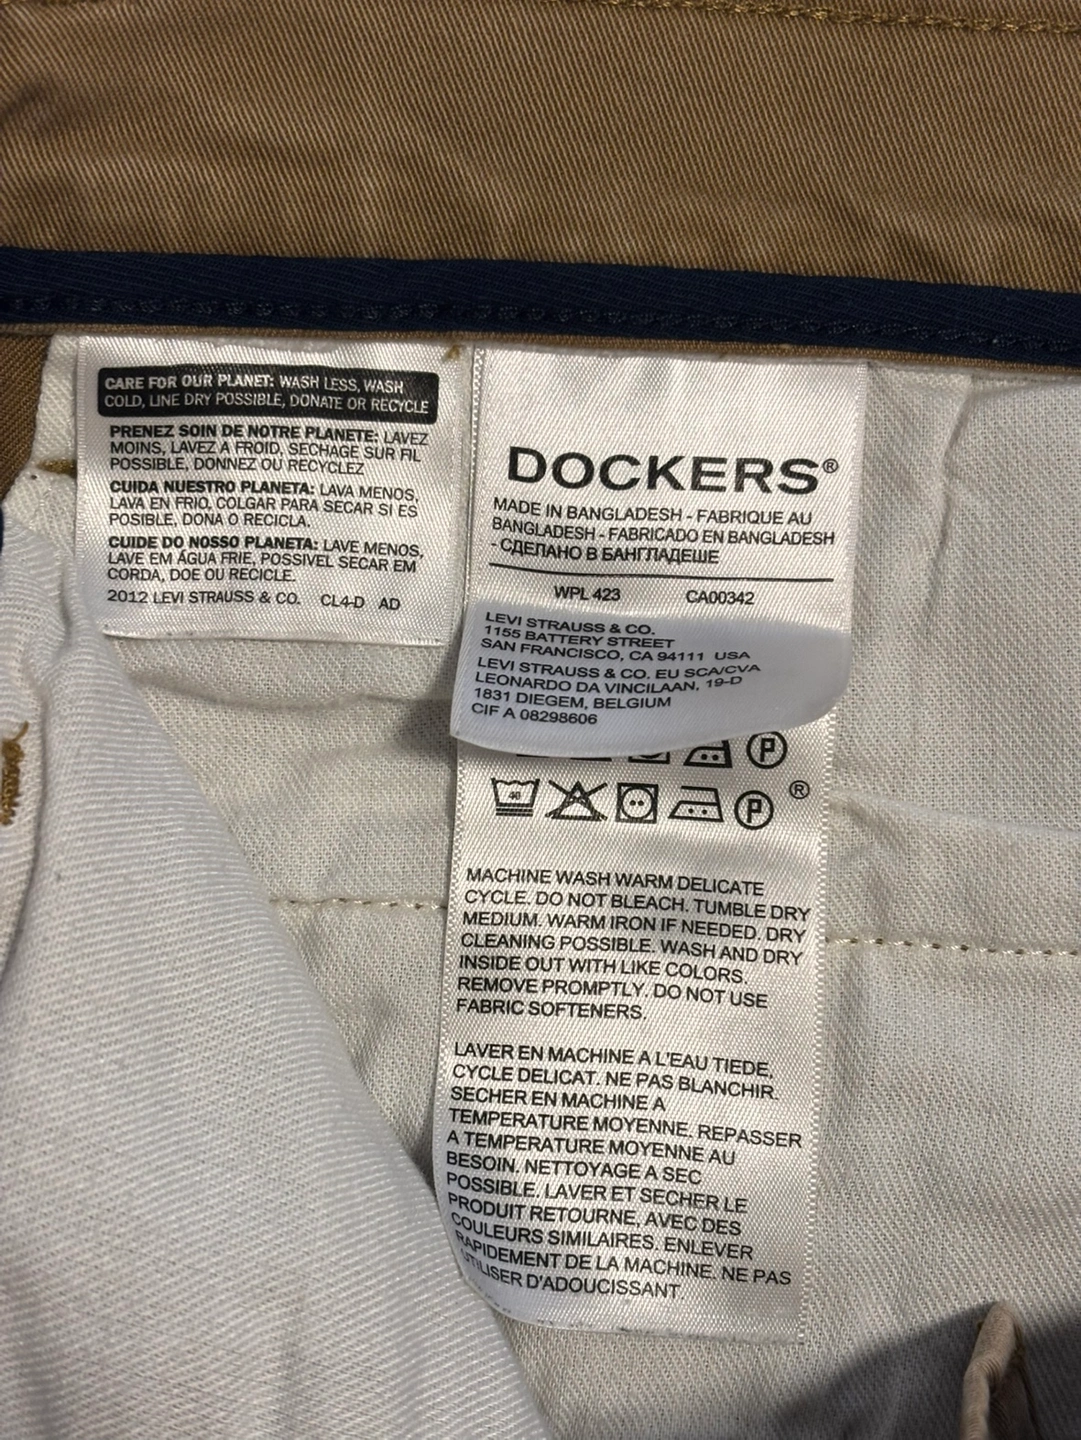 CARE FOR OUR PLANET: WASH LESS, WASH
COLD, LINE DRY POSSIBLE, DONATE OR RECYCLE
PRENEZ SOIN DE NOTRE PLANETE: LAVEZ
MOINS, LAVEZ A FROID, SECHAGE SUR FIL
POSSIBLE, DONNEZ OU RECYCLEZ
CUIDA NUESTRO PLANETA: LAVA MENOS,
LAVA EN FRIO, COLGAR PARA SECAR SI ES
POSIBLE, DONA O RECICLA.
CUIDE DO NOSSO PLANETA: LAVE MENOS,
LAVE EM ÁGUA FRIE, POSSIVEL SECAR EM
CORDA, DOE OU RECICLE.
2012 LEVI STRAUSS & CO. CL4-D AD
DOCKERS®
MADE IN BANGLADESH - FABRIQUE AU
BANGLADESH - FABRICADO EN BANGLADESH
- СДЕЛАНО В БАНГЛАДЕШЕ
WPL 423 CA00342
LEVI STRAUSS & CO.
1155 BATTERY STREET
SAN FRANCISCO, CA 94111 USA
LEVI STRAUSS & CO. EU SCA/CVA
LEONARDO DA VINCILAAN, 19-D
1831 DIEGEM, BELGIUM
CIF A 08298606
P
40 P ®
MACHINE WASH WARM DELICATE
CYCLE. DO NOT BLEACH. TUMBLE DRY
MEDIUM. WARM IRON IF NEEDED. DRY
CLEANING POSSIBLE. WASH AND DRY
INSIDE OUT WITH LIKE COLORS.
REMOVE PROMPTLY. DO NOT USE
FABRIC SOFTENERS.
LAVER EN MACHINE A L'EAU TIEDE,
CYCLE DELICAT. NE PAS BLANCHIR.
SECHER EN MACHINE A
TEMPERATURE MOYENNE. REPASSER
A TEMPERATURE MOYENNE AU
BESOIN. NETTOYAGE A SEC
POSSIBLE. LAVER ET SECHER LE
PRODUIT RETOURNE, AVEC DES
COULEURS SIMILAIRES. ENLEVER
RAPIDEMENT DE LA MACHINE. NE PAS
UTILISER D'ADOUCISSANT